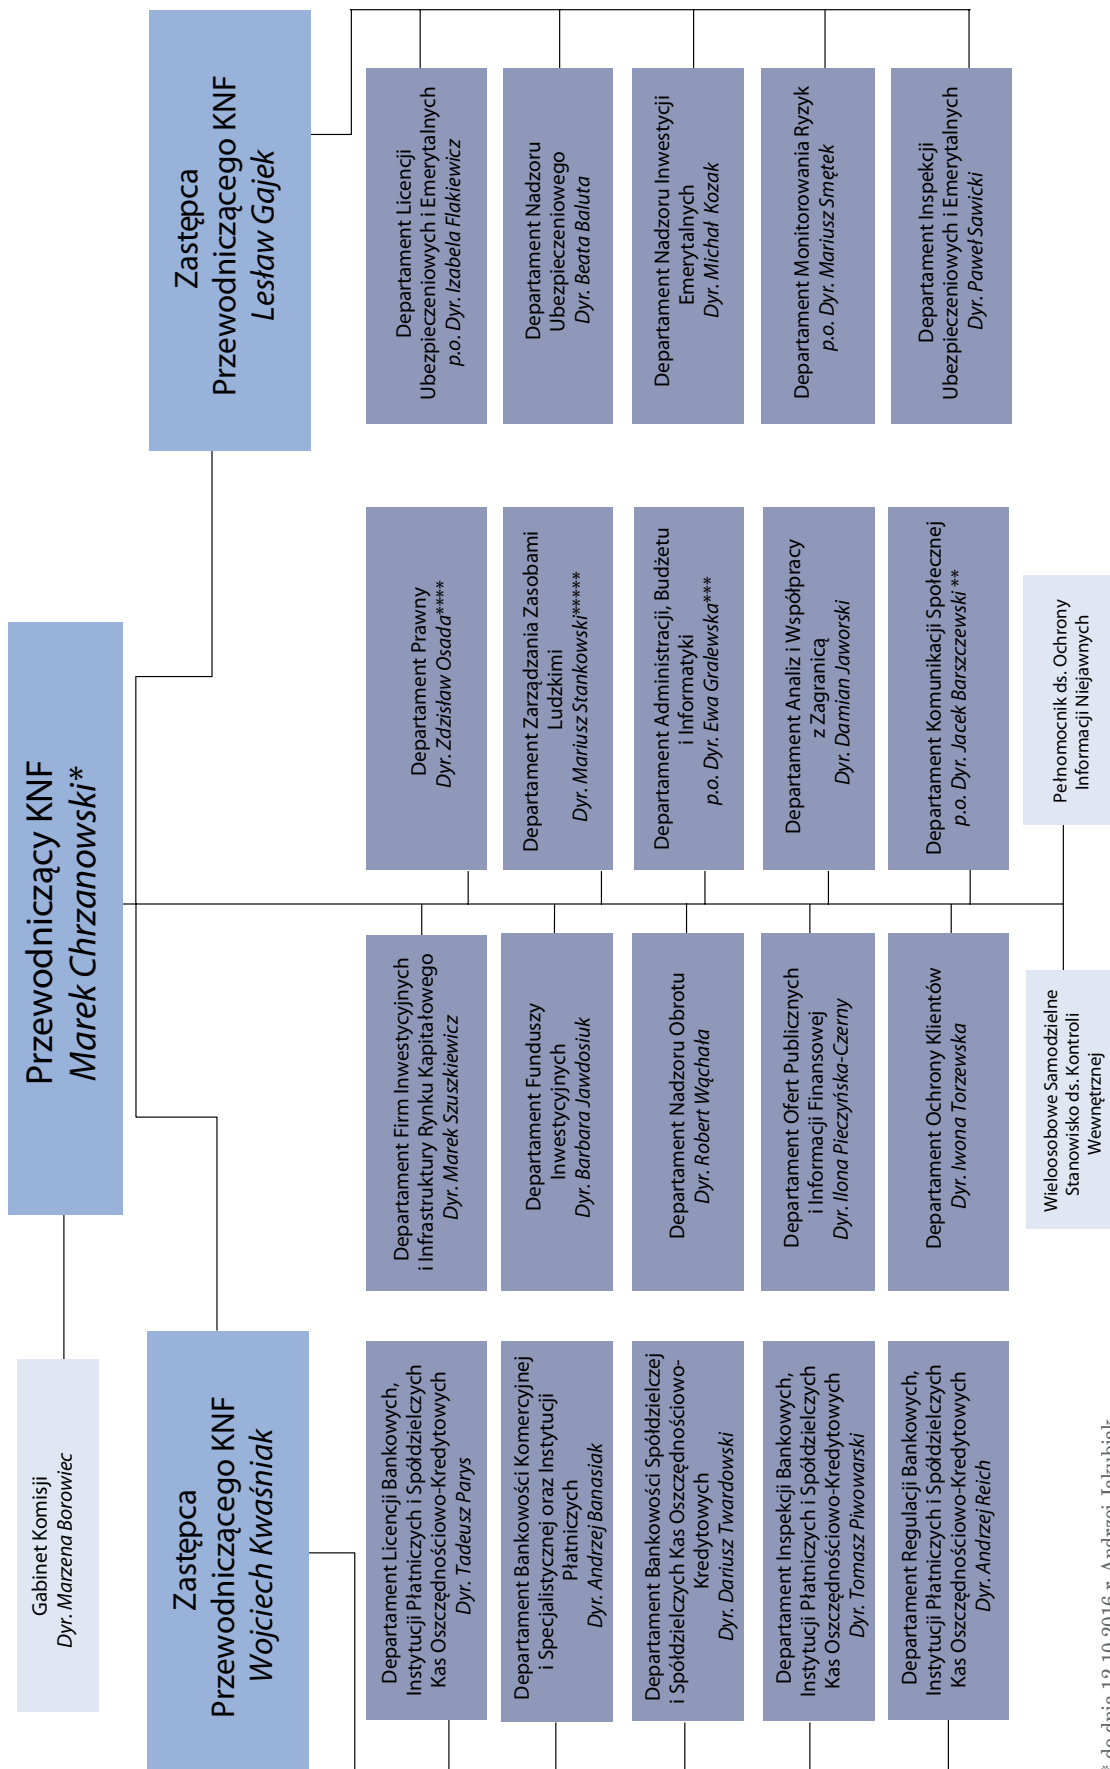 Przewodniczący KNF
Marek Chrzanowski*
Gabinet Komisji
Dyr. Marzena Borowiec
Zastępca
Przewodniczącego KNF
Wojciech Kwaśniak
Zastępca
Przewodniczącego KNF
Lesław Gajek
Departament Licencji Bankowych,
Instytucji Płatniczych i Spółdzielczych
Kas Oszczędnościowo-Kredytowych
Dyr. Tadeusz Parys
Departament Bankowości Komercyjnej
i Specjalistycznej oraz Instytucji
Płatniczych
Dyr. Andrzej Banasiak
Departament Bankowości Spółdzielczej
i Spółdzielczych Kas Oszczędnościowo-
Kredytowych
Dyr. Dariusz Twardowski
Departament Inspekcji Bankowych,
Instytucji Płatniczych i Spółdzielczych
Kas Oszczędnościowo-Kredytowych
Dyr. Tomasz Piwowarski
Departament Regulacji Bankowych,
Instytucji Płatniczych i Spółdzielczych
Kas Oszczędnościowo-Kredytowych
Dyr. Andrzej Reich
Departament Firm Inwestycyjnych
i Infrastruktury Rynku Kapitałowego
Dyr. Marek Szuszkiewicz
Departament Funduszy
Inwestycyjnych
Dyr. Barbara Jawdosiuk
Departament Nadzoru Obrotu
Dyr. Robert Wąchała
Departament Ofert Publicznych
i Informacji Finansowej
Dyr. Ilona Pieczyńska-Czerny
Departament Ochrony Klientów
Dyr. Iwona Torzewska
Wieloosobowe Samodzielne
Stanowisko ds. Kontroli
Wewnętrznej
Departament Prawny
Dyr. Zdzisław Osada****
Departament Zarządzania Zasobami
Ludzkimi
Dyr. Mariusz Stankowski*****
Departament Administracji, Budżetu
i Informatyki
p.o. Dyr. Ewa Gralewska***
Departament Analiz i Współpracy
z Zagranicą
Dyr. Damian Jaworski
Departament Komunikacji Społecznej
p.o. Dyr. Jacek Barszczewski **
Pełnomocnik ds. Ochrony
Informacji Niejawnych
Departament Licencji
Ubezpieczeniowych i Emerytalnych
p.o. Dyr. Izabela Flakiewicz
Departament Nadzoru
Ubezpieczeniowego
Dyr. Beata Baluta
Departament Nadzoru Inwestycji
Emerytalnych
Dyr. Michał Kozak
Departament Monitorowania Ryzyk
p.o. Dyr. Mariusz Smętek
Departament Inspekcji
Ubezpieczeniowych i Emerytalnych
Dyr. Paweł Sawicki
* do dnia 12.10.2016 r. Andrzej Jakubiak